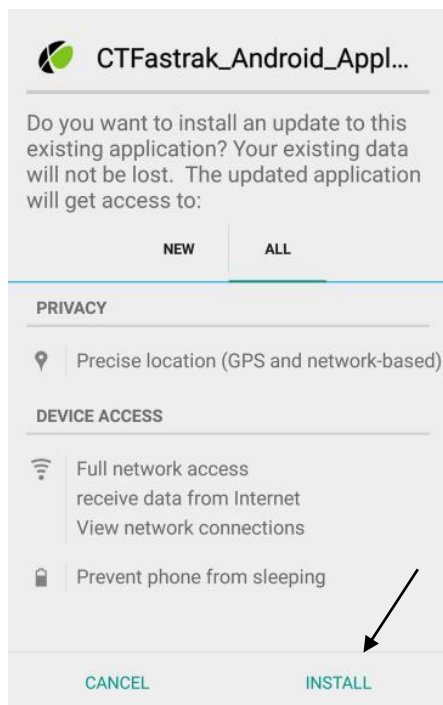 CTFastrak_Android_Appl...
Do you want to install an update to this
existing application? Your existing data
will not be lost. The updated application
will get access to:
NEW ALL
PRIVACY
Precise location (GPS and network-based)
DEVICE ACCESS
Full network access
receive data from Internet
View network connections
Prevent phone from sleeping
CANCEL INSTALL